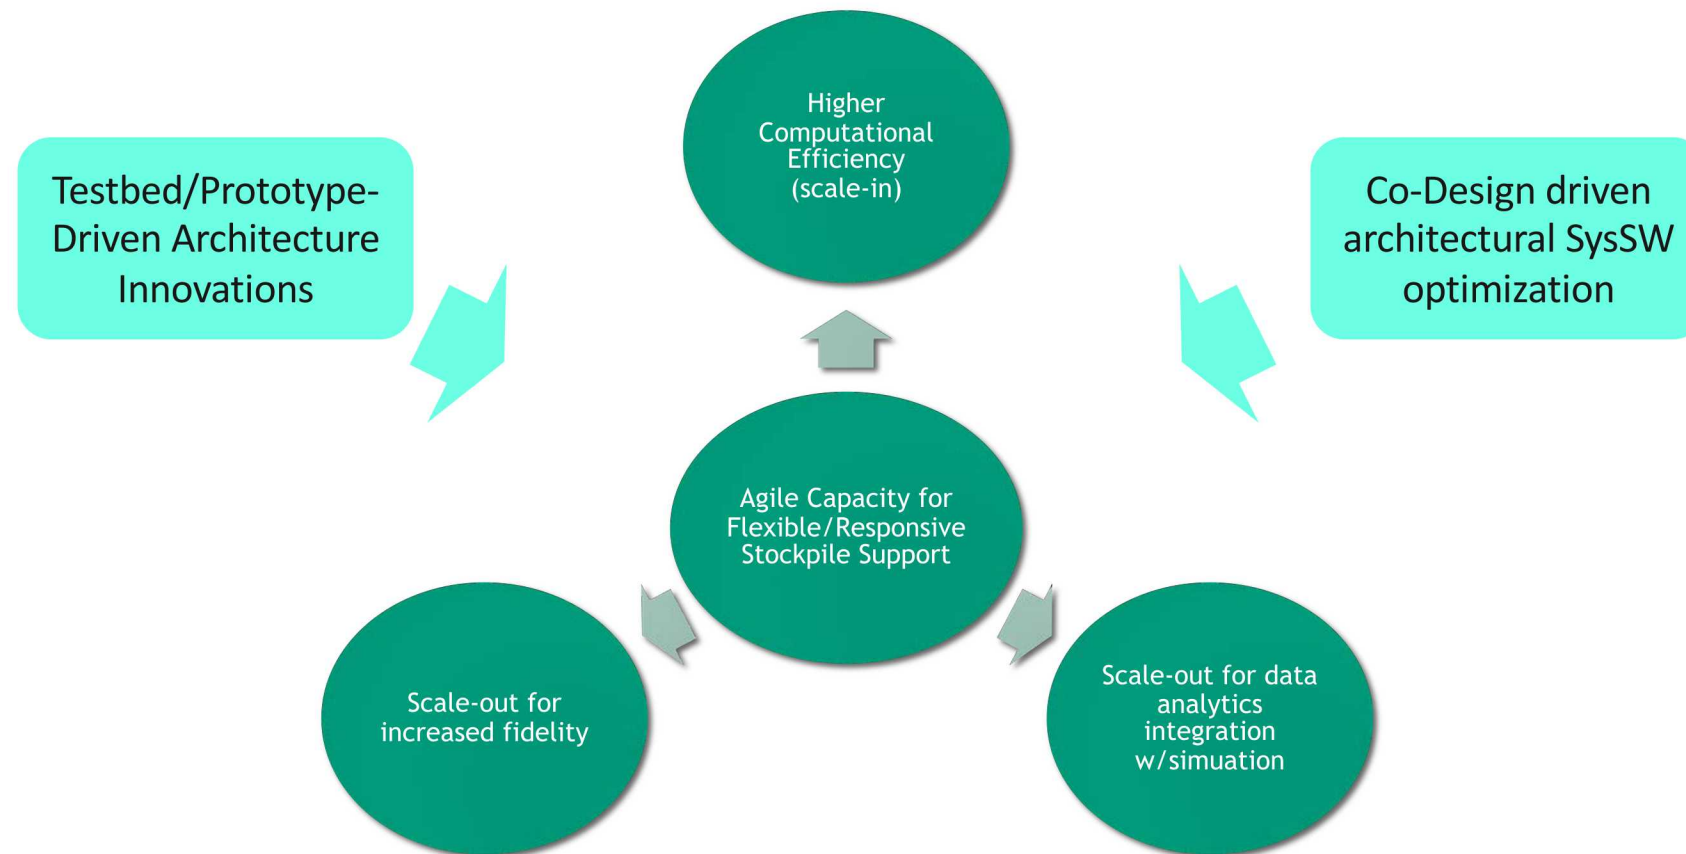 Higher
Computational
Efficiency
(scale-in)
Testbed/Prototype-
Driven Architecture
Innovations
Co-Design driven
architectural SysSW
optimization
Agile Capacity for
Flexible/Responsive
Stockpile Support
Scale-out for
increased fidelity
Scale-out for data
analytics
integration
w/simuation